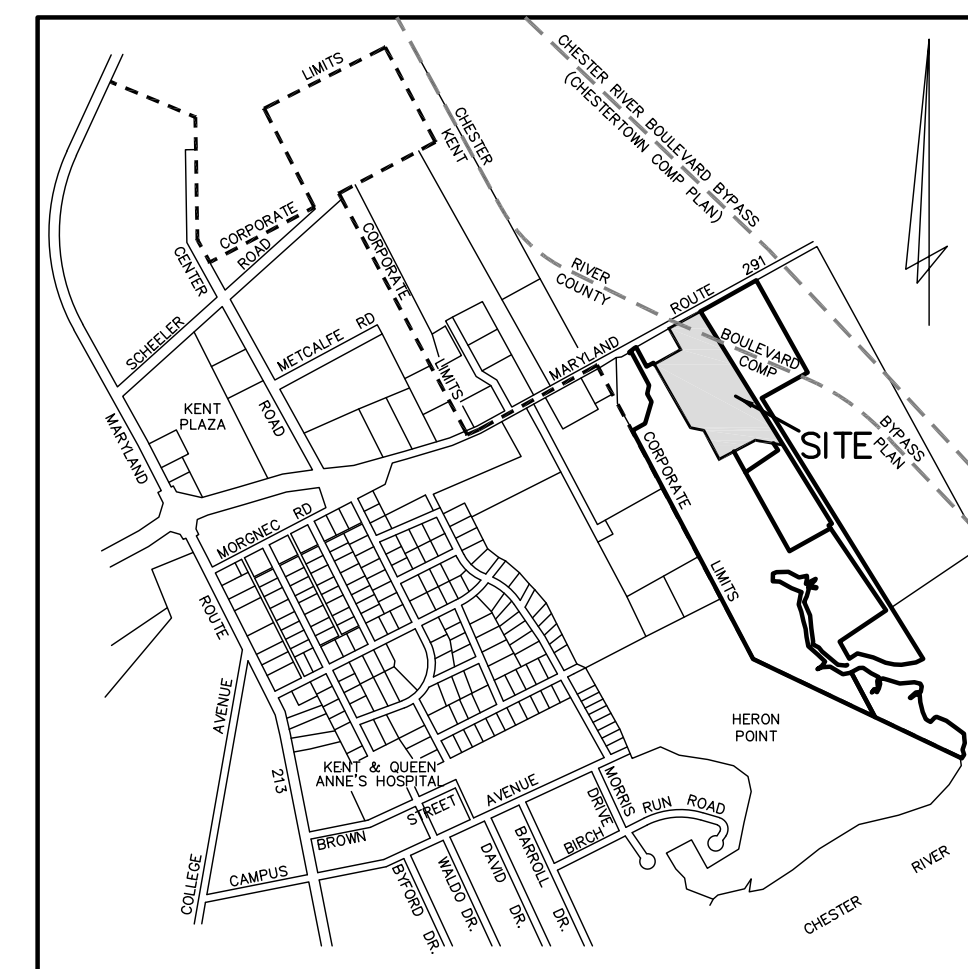 LIMITS
CHESTER RIVER BOULEVARD BYPASS
(CHESTERTOWN COMP PLAN)
CHESTER
KENT
CORPORATE
CENTER
ROAD
CORPORATE
RIVER
COUNTY
291
ROUTE
SCHEELER
METCALFE RD
LIMITS
MARYLAND
BOULEVARD
COMP
KENT
PLAZA
ROAD
MARYLAND
BYPASS
PLAN
SITE
CORPORATE
MORGNEC RD
LIMITS
ROUTE
AVENUE
HERON
POINT
213
KENT & QUEEN
ANNE'S HOSPITAL
MORRIS
DRIVE
AVENUE
STREET
BROWN
RUN ROAD
BIRCH
COLLEGE
CAMPUS
BYFORD DR.
WALDO DR.
DAVID DR.
BARROLL DR.
CHESTER RIVER